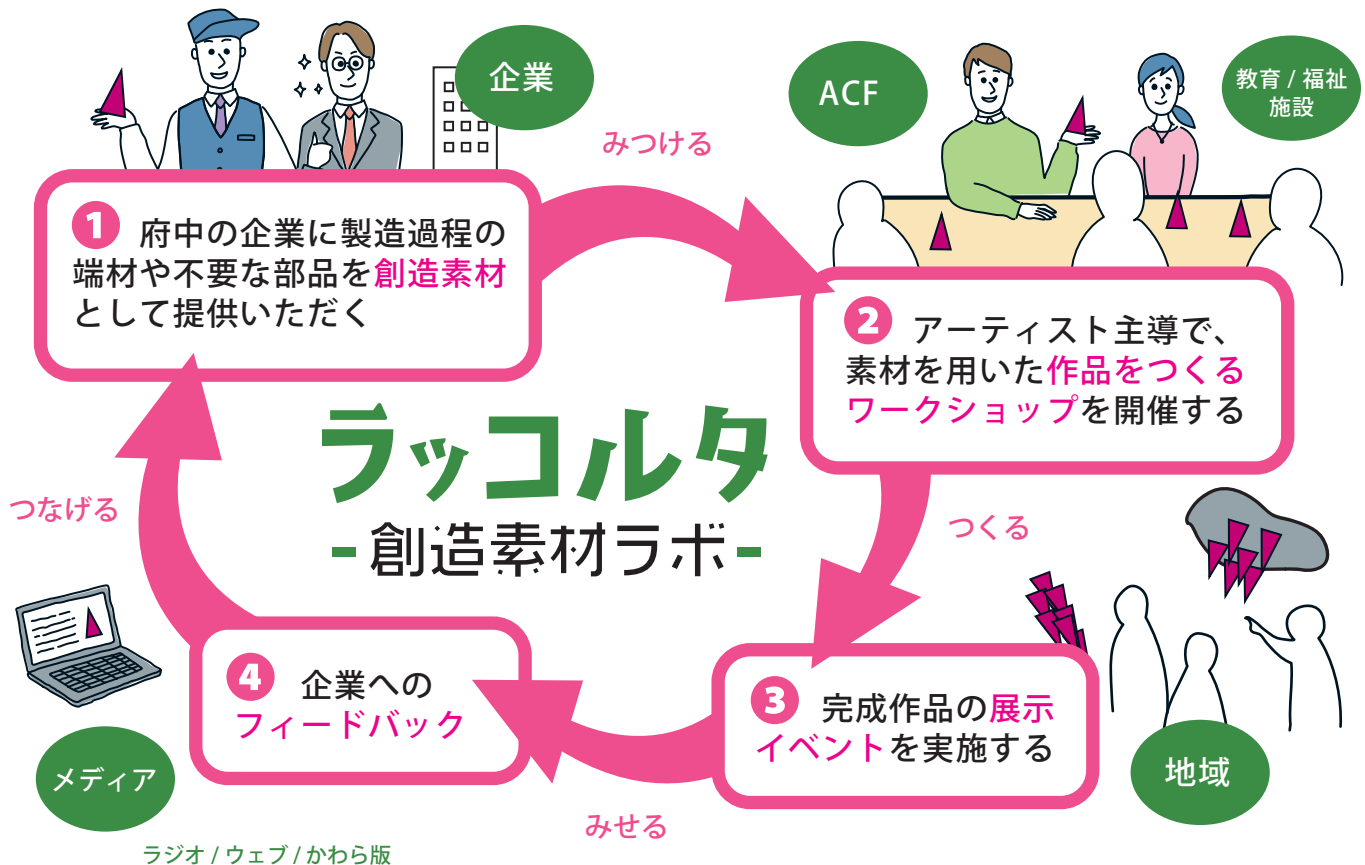 企業
ACF
教育 / 福祉
施設
みつける
1 府中の企業に製造過程の
端材や不要な部品を創造素材
として提供いただく
2 アーティスト主導で、
素材を用いた作品をつくる
ワークショップを開催する
ラッコルタ
-創造素材ラボ-
つなげる
つくる
4 企業への
フィードバック
3 完成作品の展示
イベントを実施する
メディア
地域
みせる
ラジオ / ウェブ / かわら版